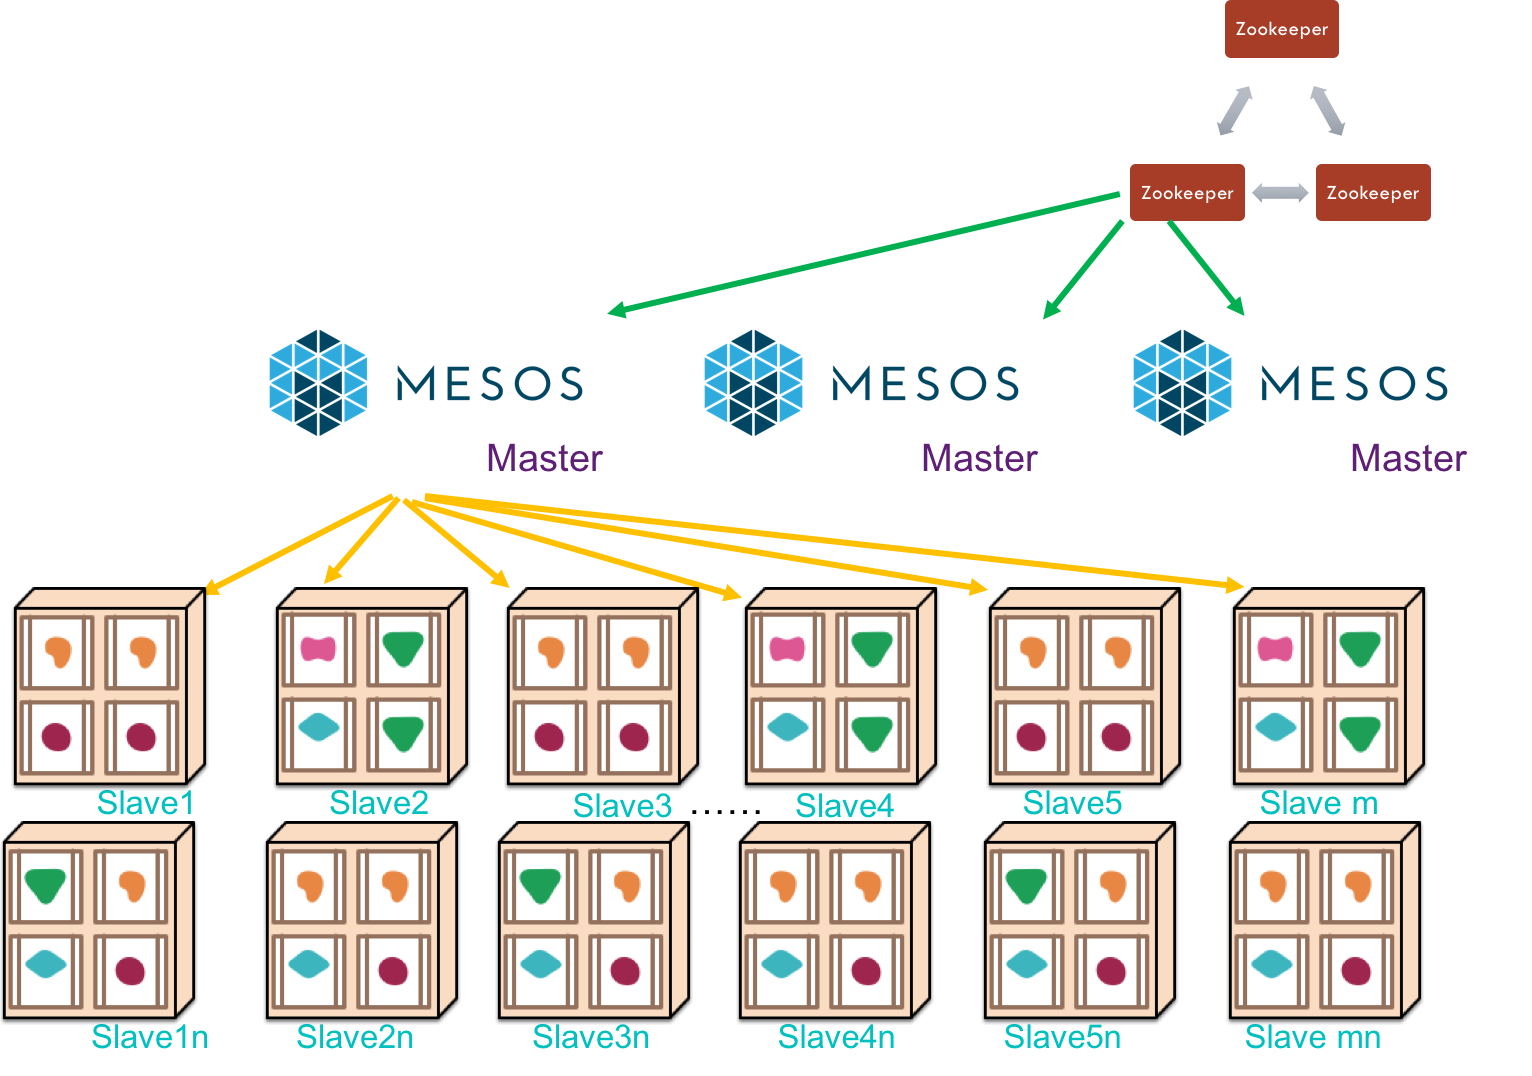 Zookeeper
Zookeeper
Zookeeper
MESOS
MESOS
MESOS
Master
Master
Master
Slave1
Slave2
Slave3
......
Slave4
Slave5
Slave m
Slave1n
Slave2n
Slave3n
Slave4n
Slave5n
Slave mn